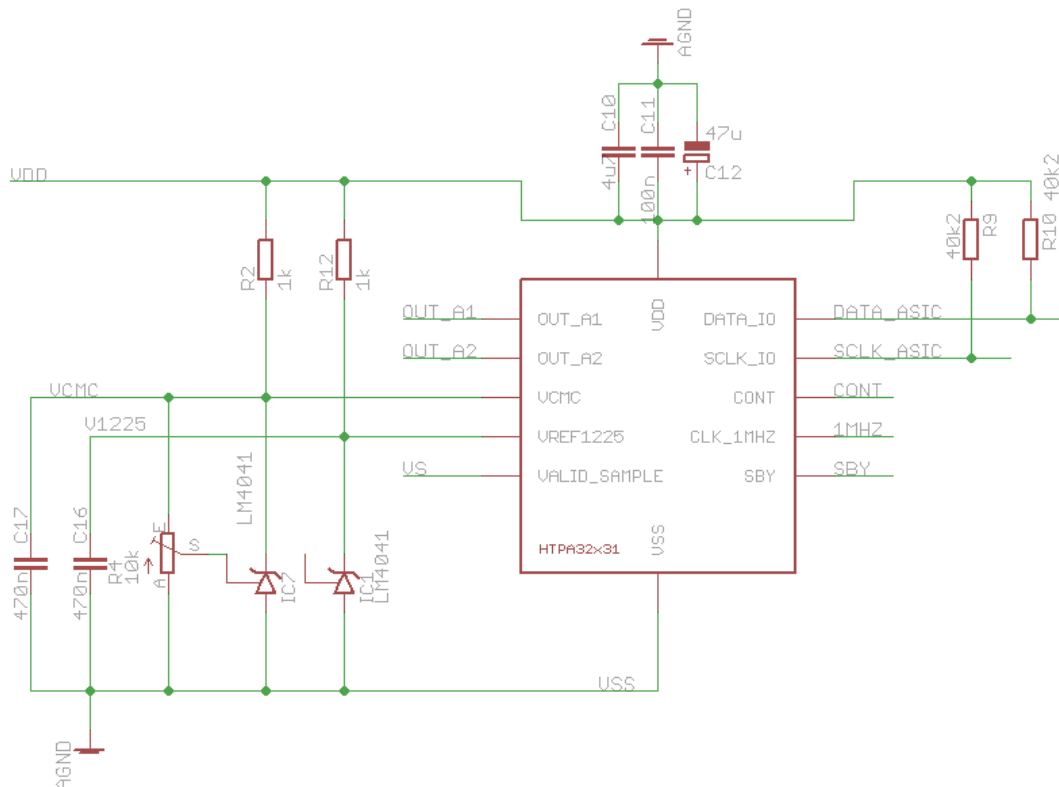 AGND
C10
4u7
C11
100n
47u
+
C12
VDD
R2
1k
R12
1k
40k2
R9
R10
40k2
OUT_A1
OUT_A2
VCMC
V1225
VS
OUT_A1
OUT_A2
VCMC
VREF1225
VALID_SAMPLE
VDD
VSS
HTPA32x31
DATA_IO
SCLK_IO
CONT
CLK_1MHZ
SBY
DATA_ASIC
SCLK_ASIC
CONT
1MHZ
SBY
C17
470n
C16
470n
R4
10k
E
S
A
LM4041
IC7
IC1
LM4041
VSS
AGND